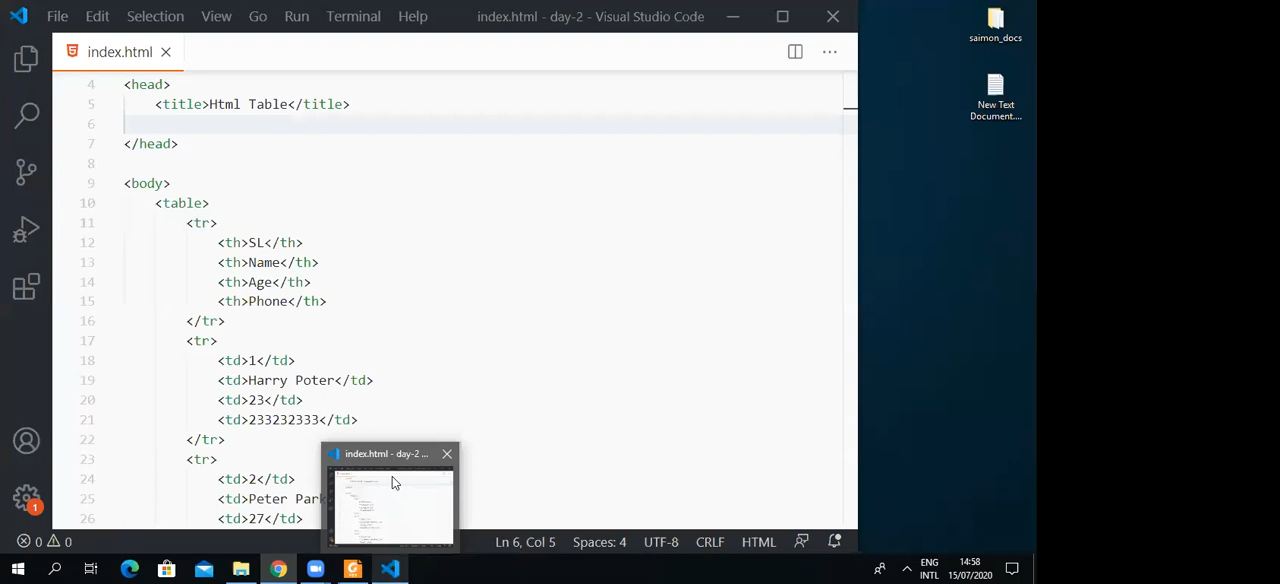 File Edit Selection View Go Run Terminal Help index.html - day-2 - Visual Studio Code
index.html
4 <head>
5 <title>Html Table</title>
6
7 </head>
8
9 <body>
10 <table>
11 <tr>
12 <th>SL</th>
13 <th>Name</th>
14 <th>Age</th>
15 <th>Phone</th>
16 </tr>
17 <tr>
18 <td>1</td>
19 <td>Harry Poter</td>
20 <td>23</td>
21 <td>233232333</td>
22 </tr>
23 <tr>
24 <td>2</td>
25 <td>Peter Park
26 <td>27</td>
index.html - day-2 ...
1
0 0
Ln 6, Col 5 Spaces: 4 UTF-8 CRLF HTML
saimon_docs
New Text
Document....
ENG
INTL
14:58
15/07/2020